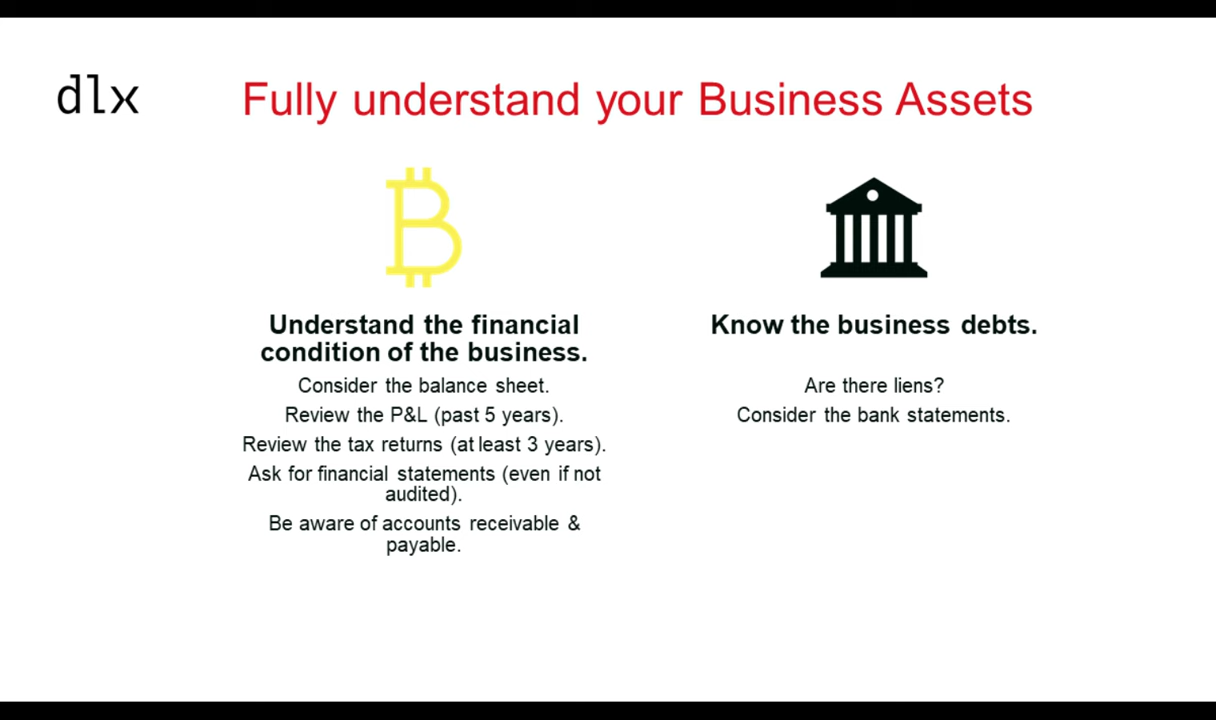 dlx
Fully understand your Business Assets
Understand the financial
condition of the business.
Consider the balance sheet.
Review the P&L (past 5 years).
Review the tax returns (at least 3 years).
Ask for financial statements (even if not
audited).
Be aware of accounts receivable &
payable.
Know the business debts.
Are there liens?
Consider the bank statements.